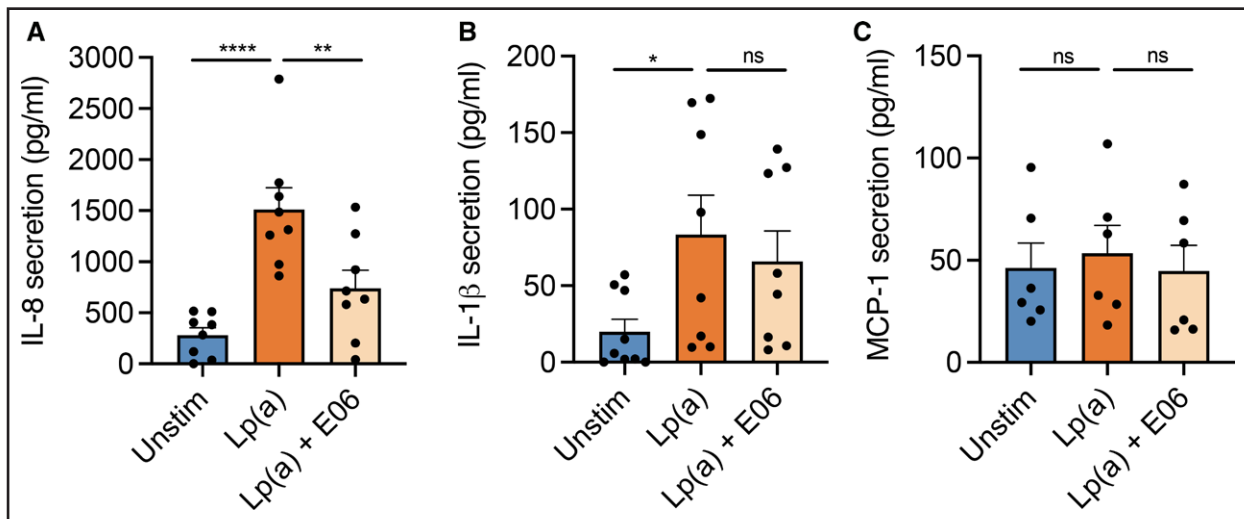 A
IL-8 secretion (pg/ml)
3000
2500
2000
1500
1000
500
0
**** **
Unstim
Lp(a)
Lp(a) + E06
B
IL-1β secretion (pg/ml)
200
150
100
50
0
* ns
Unstim
Lp(a)
Lp(a) + E06
C
MCP-1 secretion (pg/ml)
150
100
50
0
ns ns
Unstim
Lp(a)
Lp(a) + E06